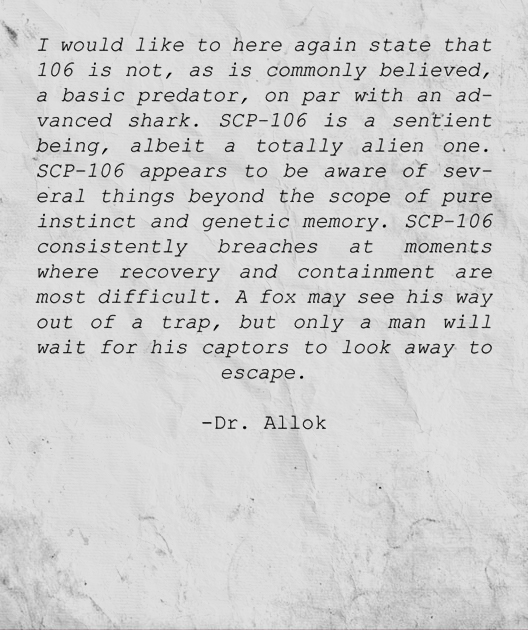 I would like to here again state that
106 is not, as is commonly believed,
a basic predator, on par with an ad-
vanced shark. SCP-106 is a sentient
being, albeit a totally alien one.
SCP-106 appears to be aware of sev-
eral things beyond the scope of pure
instinct and genetic memory. SCP-106
consistently breaches at moments
where recovery and containment are
most difficult. A fox may see his way
out of a trap, but only a man will
wait for his captors to look away to
escape.
-Dr. Allok